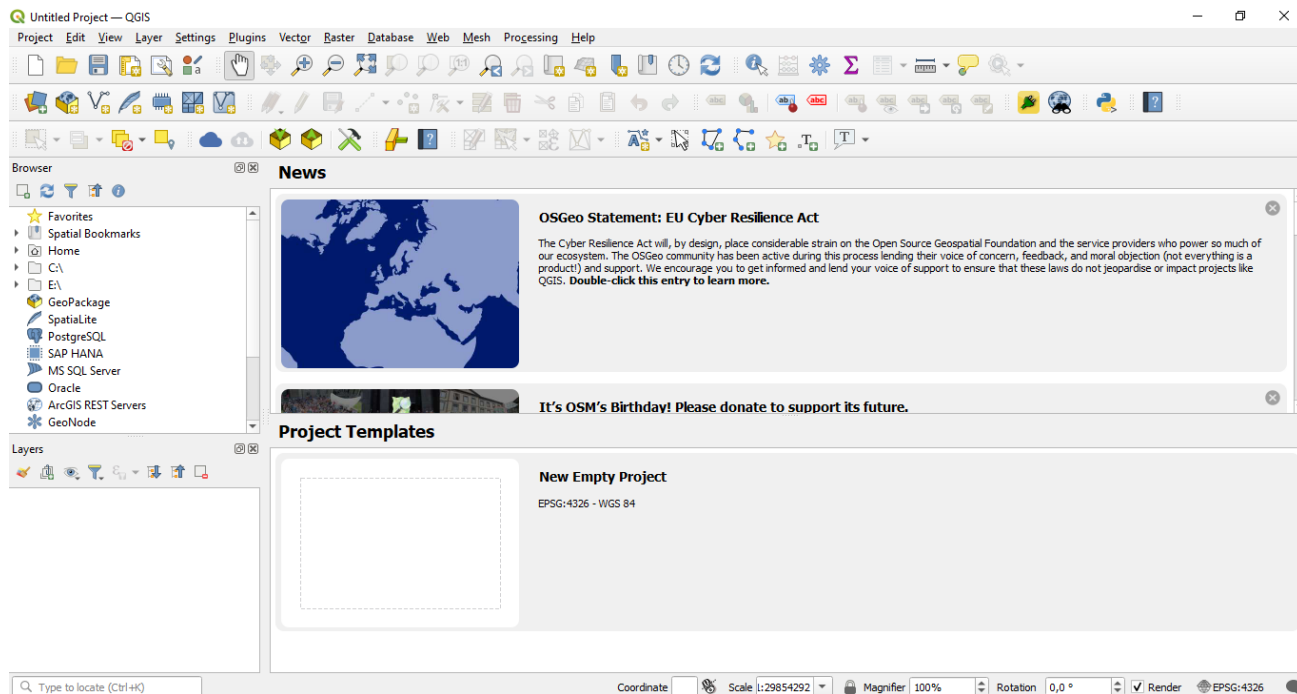 Untitled Project — QGIS
Project Edit View Layer Settings Plugins Vector Raster Database Web Mesh Processing Help
Browser
Favorites
Spatial Bookmarks
Home
C:\
E:\
GeoPackage
SpatiaLite
PostgreSQL
SAP HANA
MS SQL Server
Oracle
ArcGIS REST Servers
GeoNode
Layers
News
OSGeo Statement: EU Cyber Resilience Act
The Cyber Resilience Act will, by design, place considerable strain on the Open Source Geospatial Foundation and the service providers who power so much of
our ecosystem. The OSGeo community has been active during this process lending their voice of concern, feedback, and moral objection (not everything is a
product!) and support. We encourage you to get informed and lend your voice of support to ensure that these laws do not jeopardise or impact projects like
QGIS. Double-click this entry to learn more.
It's OSM's Birthday! Please donate to support its future.
Project Templates
New Empty Project
EPSG:4326 - WGS 84
Type to locate (Ctrl+K)
Coordinate Scale 1:29854292 Magnifier 100% Rotation 0,0 ° Render EPSG:4326